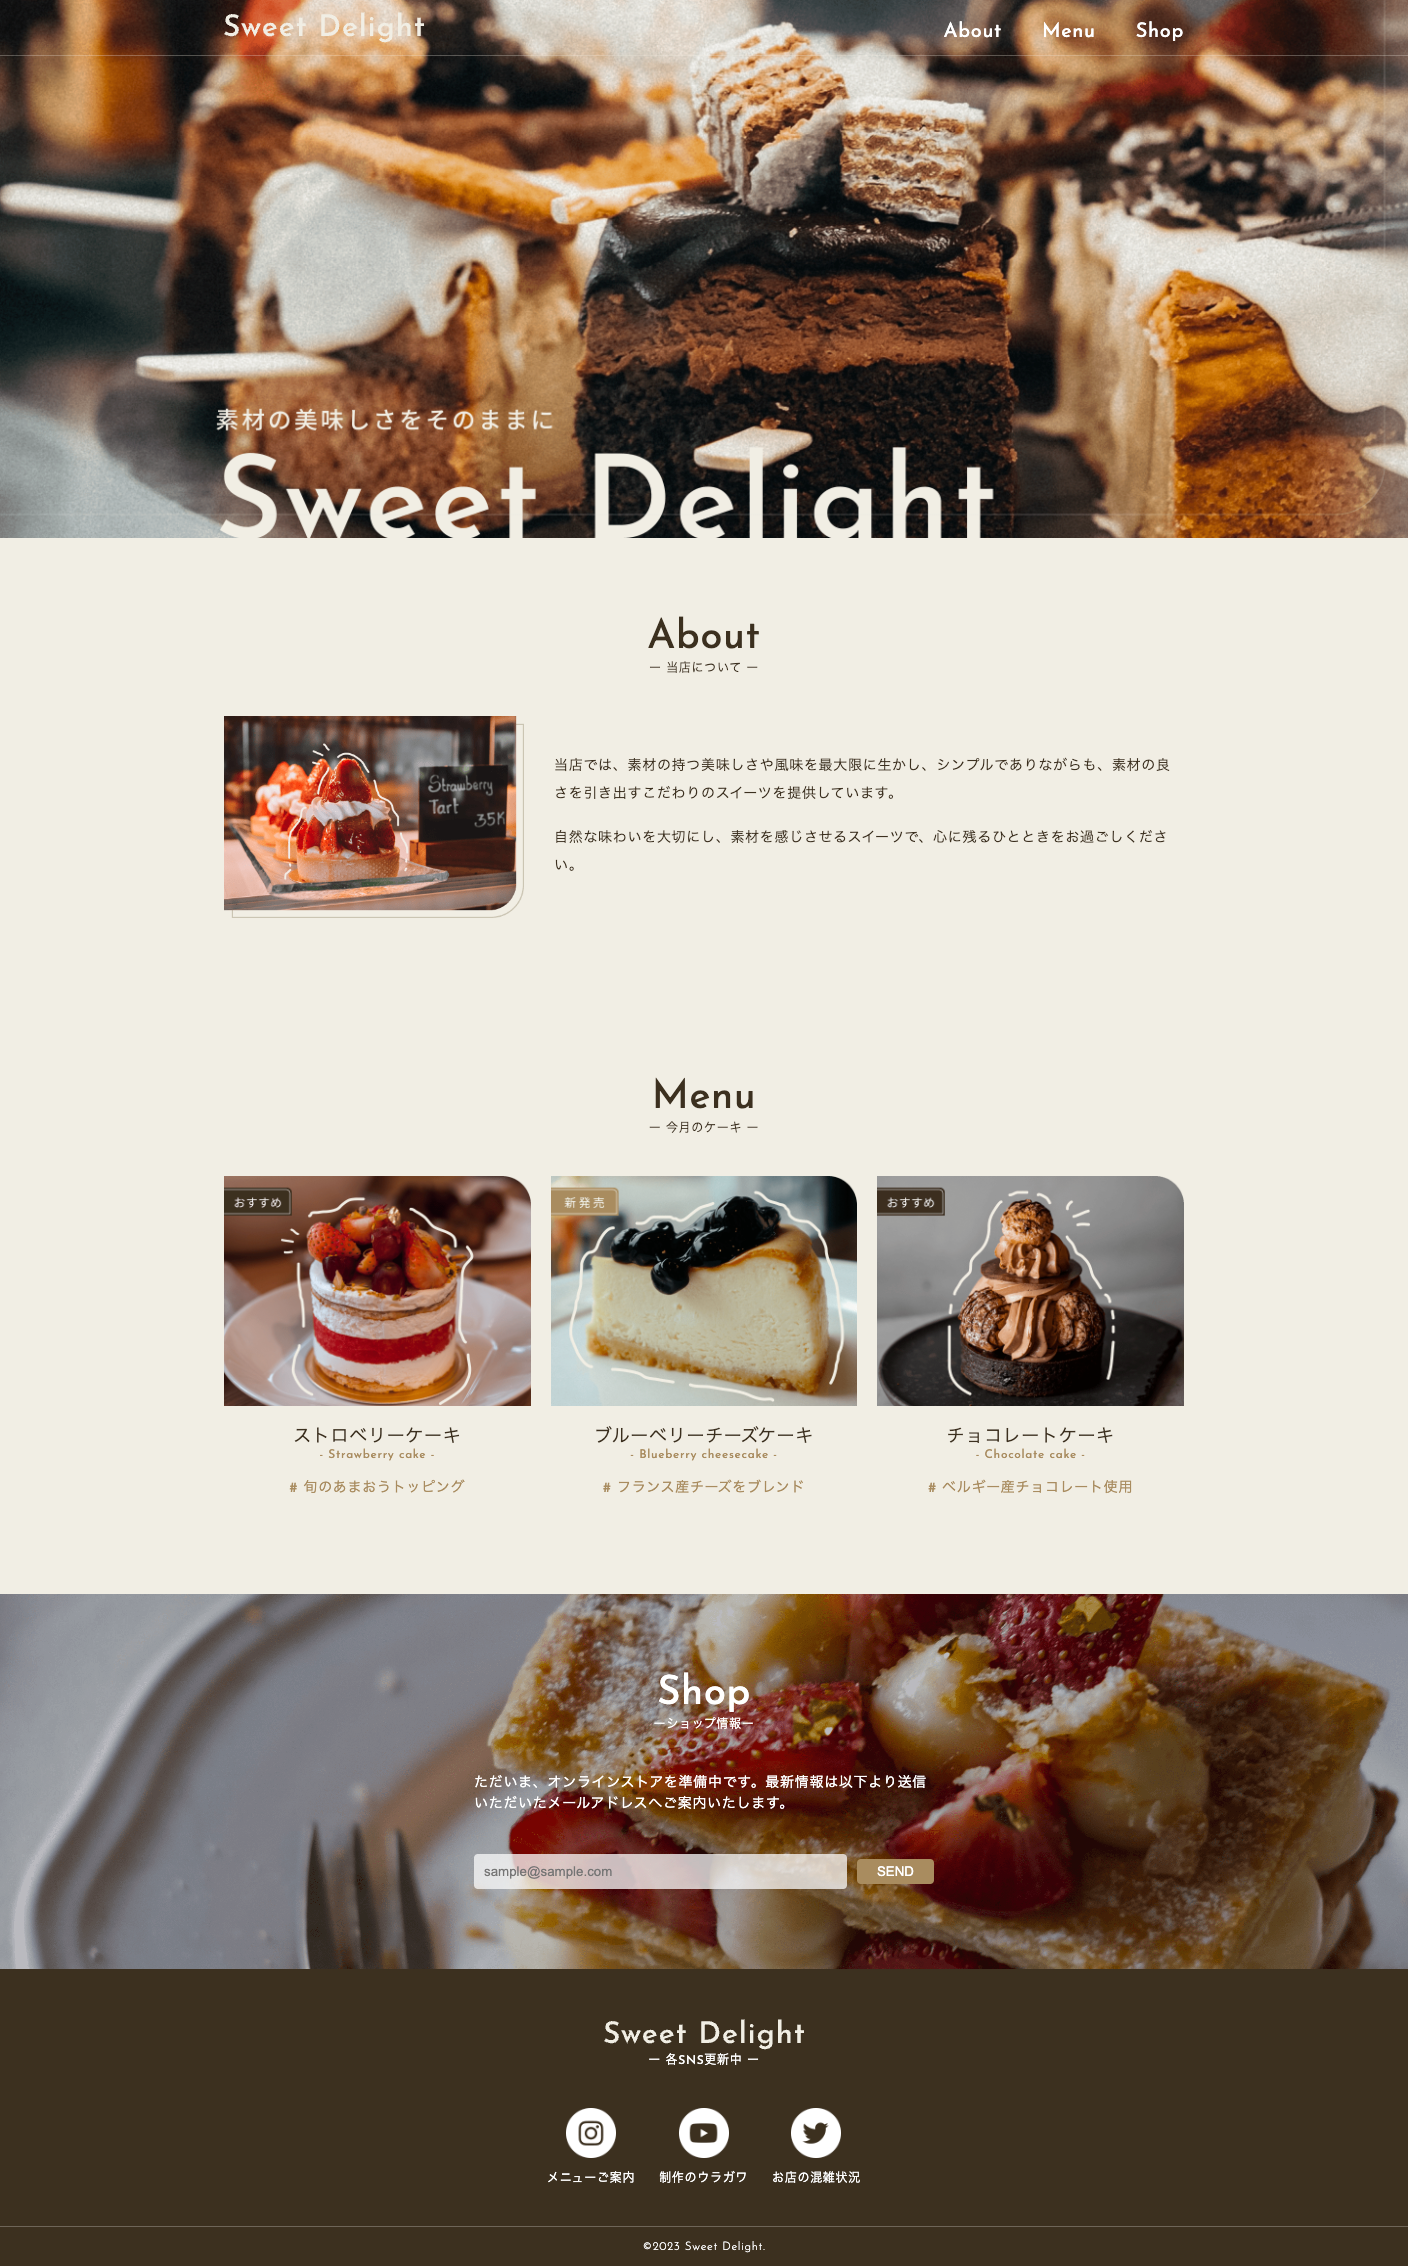 Sweet Delight
About Menu Shop
素材の美味しさをそのままに
Sweet Delight
About
ー 当店について ー
Strawberry
Tart
35K
当店では、素材の持つ美味しさや風味を最大限に生かし、シンプルでありながらも、素材の良
さを引き出すこだわりのスイーツを提供しています。
自然な味わいを大切にし、素材を感じさせるスイーツで、心に残るひとときをお過ごしくださ
い。
Menu
ー 今月のケーキ ー
おすすめ
新発売
おすすめ
ストロベリーケーキ
- Strawberry cake -
# 旬のあまおうトッピング
ブルーベリーチーズケーキ
- Blueberry cheesecake -
# フランス産チーズをブレンド
チョコレートケーキ
- Chocolate cake -
# ベルギー産チョコレート使用
Shop
ーショップ情報ー
ただいま、オンラインストアを準備中です。最新情報は以下より送信
いただいたメールアドレスへご案内いたします。
sample@sample.com
SEND
Sweet Delight
ー 各SNS更新中 ー
メニューご案内
制作のウラガワ
お店の混雑状況
©2023 Sweet Delight.